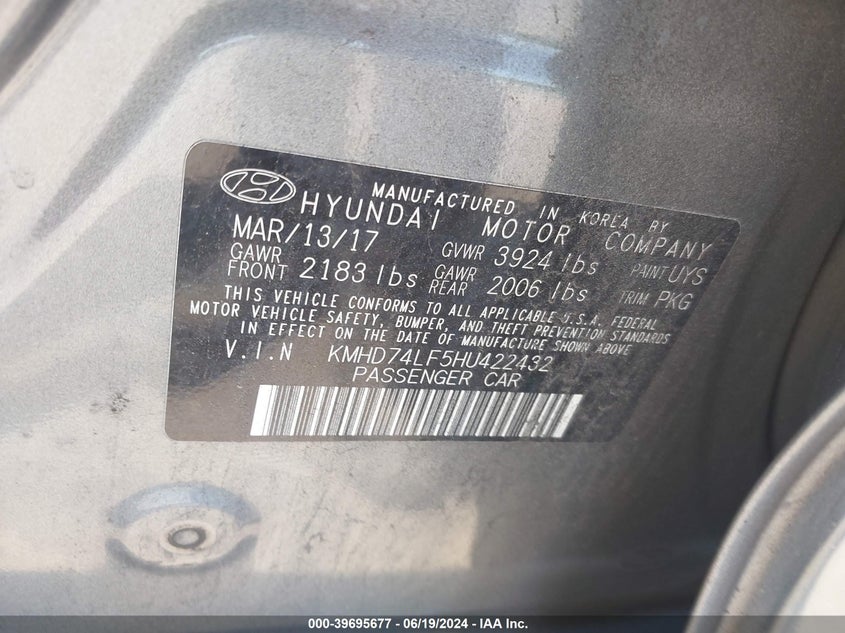 MANUFACTURED IN KOREA BY
HYUNDAI MOTOR COMPANY
MAR/13/17 GVWR 3924 lbs PAINT UYS
GAWR FRONT 2183 lbs GAWR REAR 2006 lbs TRIM PKG
THIS VEHICLE CONFORMS TO ALL APPLICABLE U.S.A. FEDERAL
MOTOR VEHICLE SAFETY, BUMPER, AND THEFT PREVENTION STANDARDS
IN EFFECT ON THE DATE OF MANUFACTURE SHOWN ABOVE
V.I.N KMHD74LF5HU422432
PASSENGER CAR
000-39695677 - 06/19/2024 - IAA Inc.